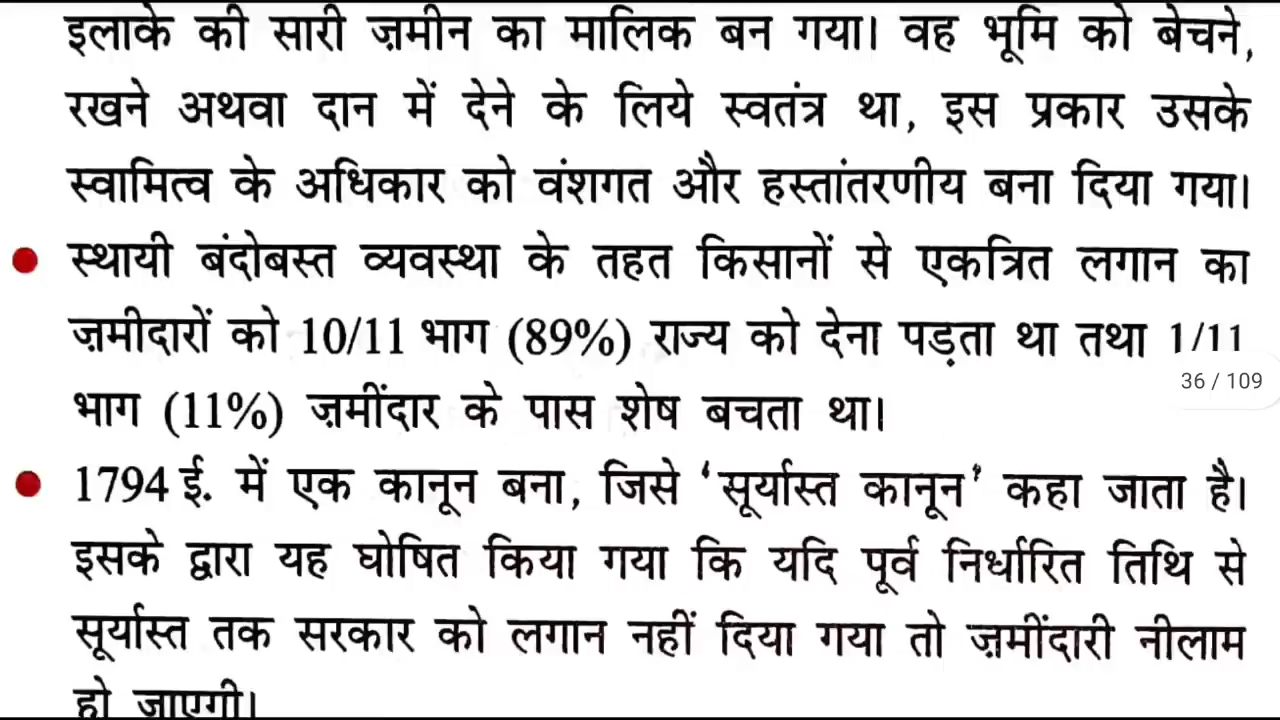 इलाके की सारी ज़मीन का मालिक बन गया। वह भूमि को बेचने,
रखने अथवा दान में देने के लिये स्वतंत्र था, इस प्रकार उसके
स्वामित्व के अधिकार को वंशगत और हस्तांतरणीय बना दिया गया।
• स्थायी बंदोबस्त व्यवस्था के तहत किसानों से एकत्रित लगान का
ज़मीदारों को 10/11 भाग (89%) राज्य को देना पड़ता था तथा 1/11
36 / 109
भाग (11%) ज़मींदार के पास शेष बचता था।
• 1794 ई. में एक कानून बना, जिसे ‘सूर्यास्त कानून’ कहा जाता है।
इसके द्वारा यह घोषित किया गया कि यदि पूर्व निर्धारित तिथि से
सूर्यास्त तक सरकार को लगान नहीं दिया गया तो ज़मींदारी नीलाम
हो जाएगी।